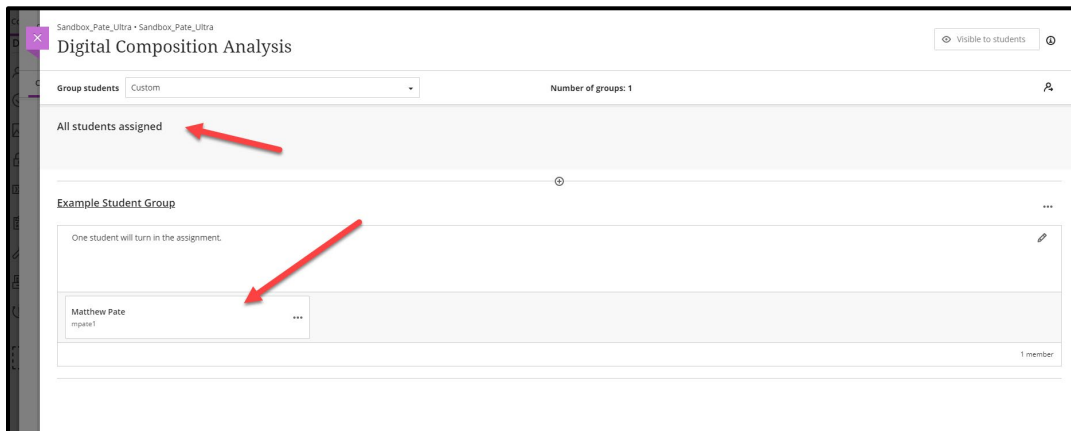 Sandbox_Pate_Ultra • Sandbox_Pate_Ultra
Digital Composition Analysis
Visible to students
Group students
Custom
Number of groups: 1
All students assigned
Example Student Group
One student will turn in the assignment.
Matthew Pate
mpate1
1 member